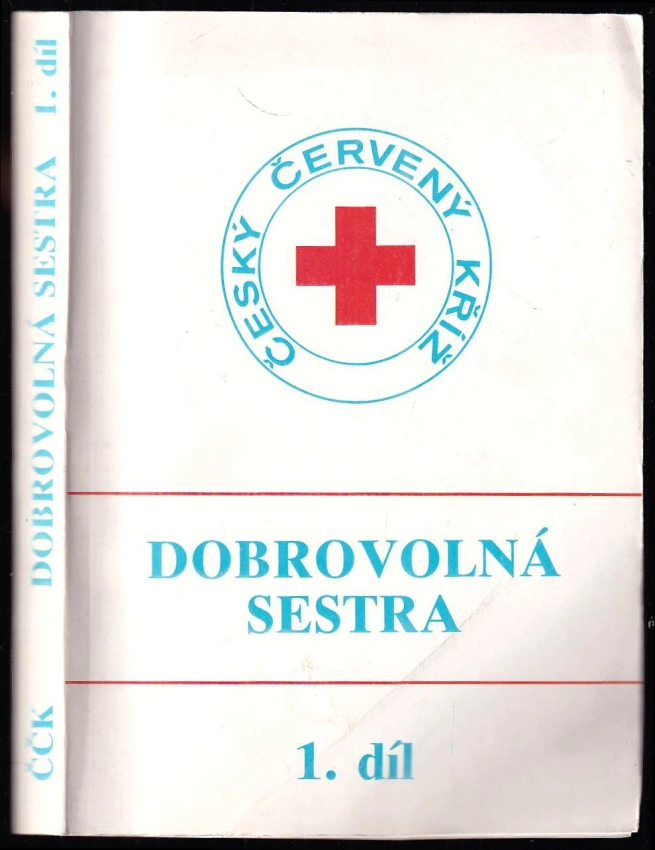 ČESKÝ ČERVENÝ KŘÍŽ
DOBROVOLNÁ
SESTRA
1. díl
ČČK DOBROVOLNÁ SESTRA 1. díl